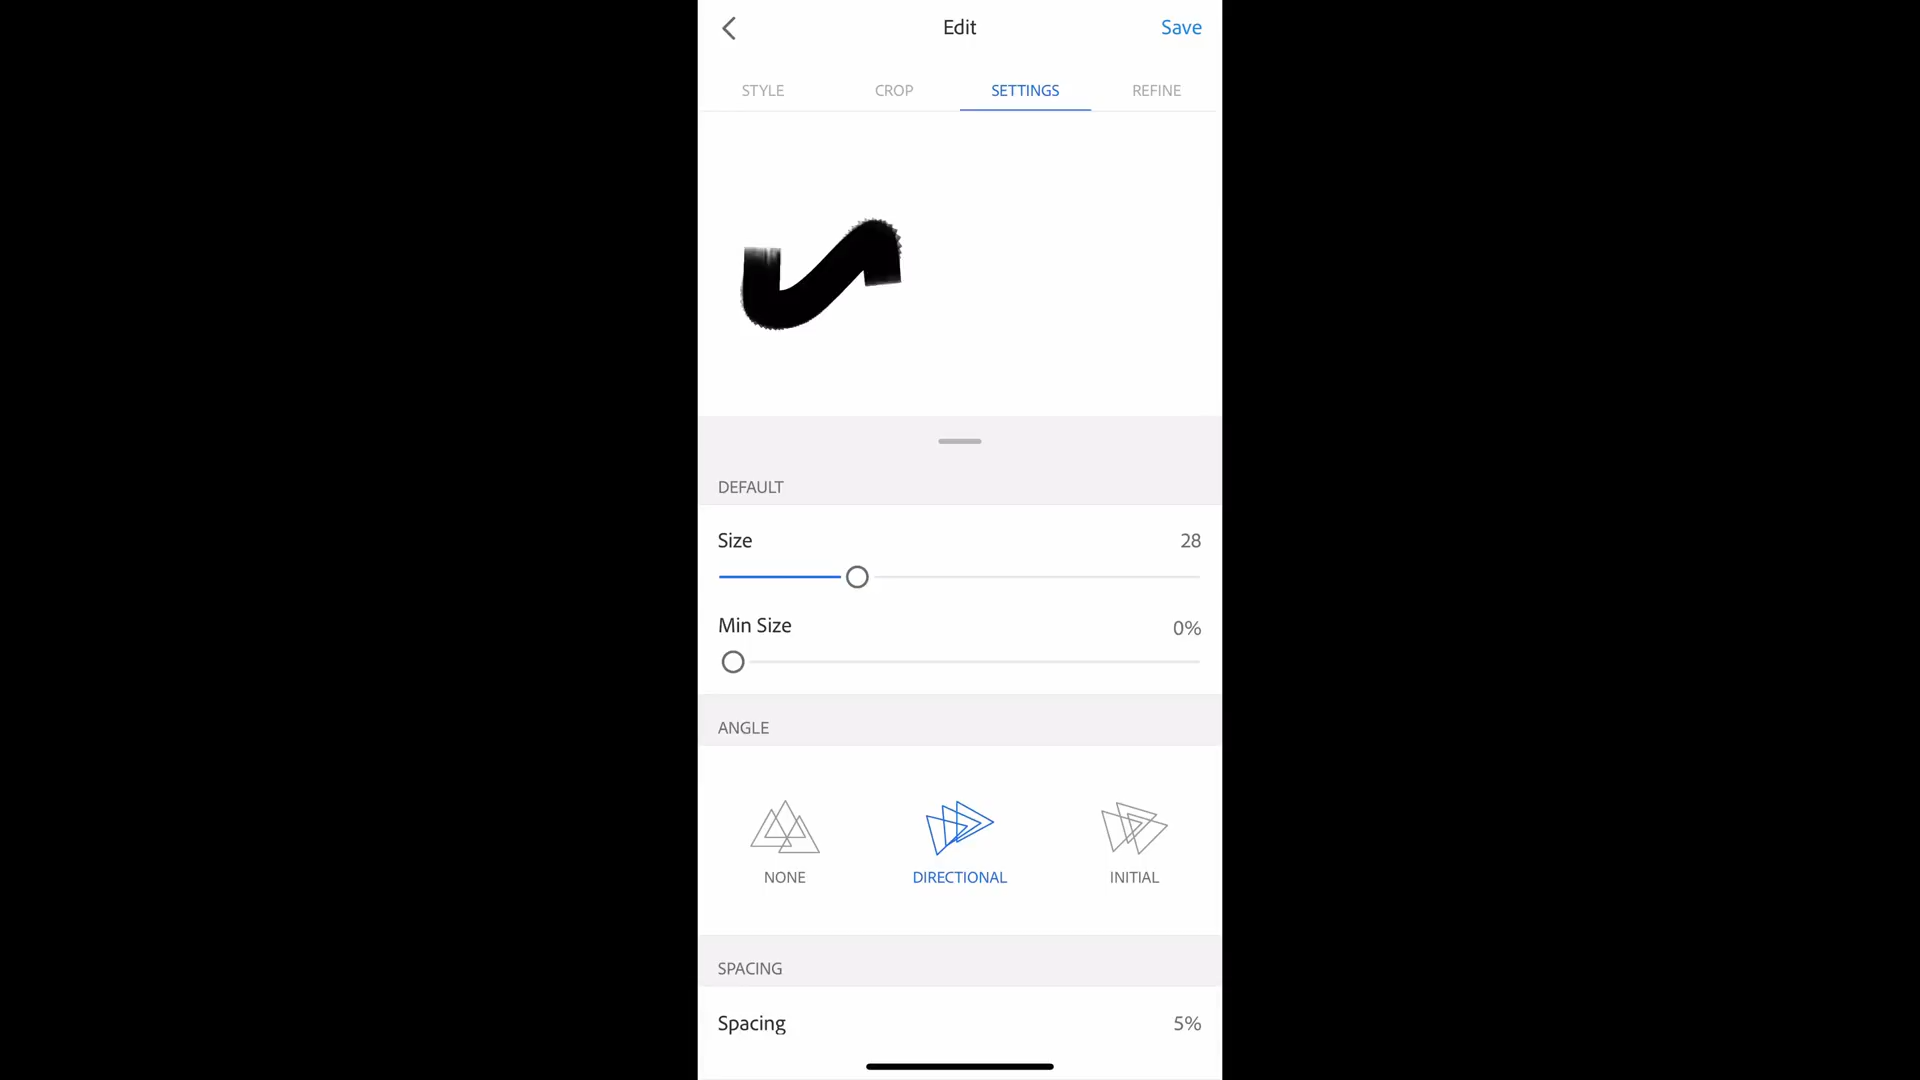 Edit
Save
STYLE
CROP
SETTINGS
REFINE
DEFAULT
Size
28
Min Size
0%
ANGLE
NONE
DIRECTIONAL
INITIAL
SPACING
Spacing
5%